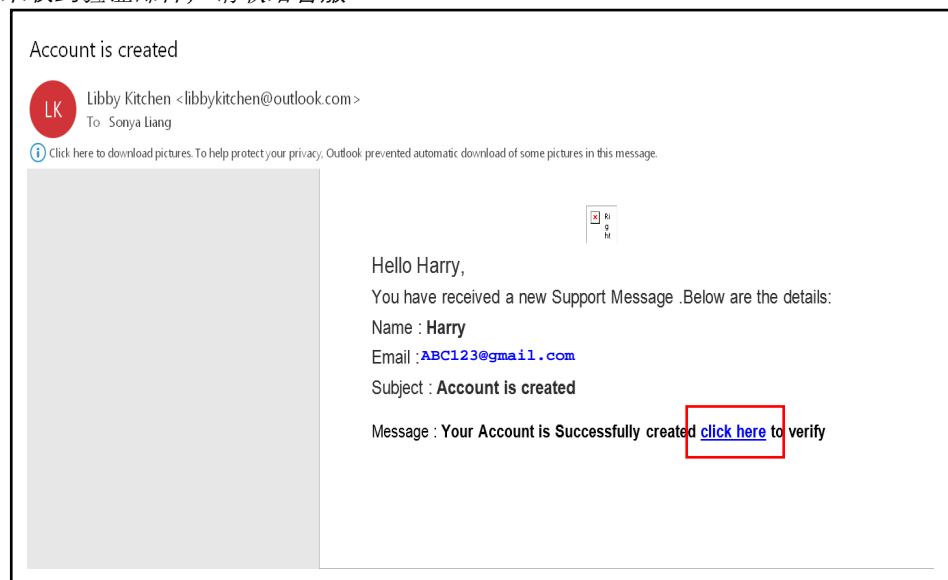 Account is created
LK
Libby Kitchen <libbykitchen@outlook.com>
To Sonya Liang
Click here to download pictures. To help protect your privacy, Outlook prevented automatic download of some pictures in this message.
Ri
g
ht
Hello Harry,
You have received a new Support Message .Below are the details:
Name : Harry
Email :ABC123@gmail.com
Subject : Account is created
Message : Your Account is Successfully created click here to verify